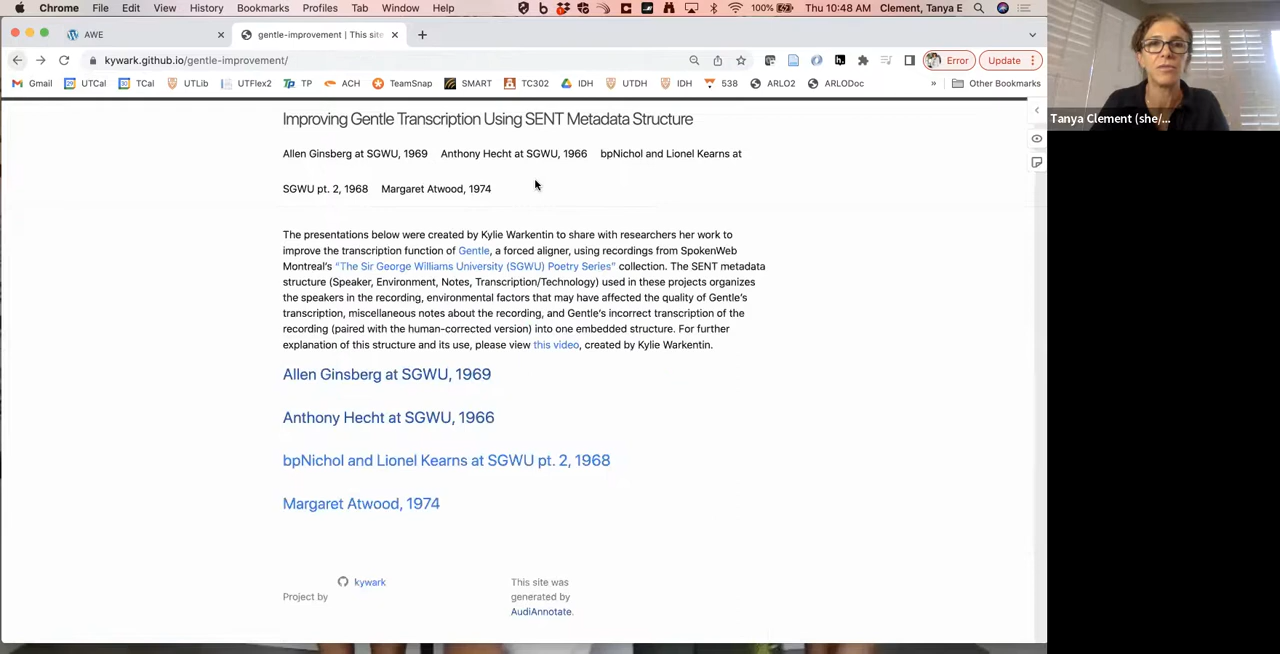 Chrome File Edit View History Bookmarks Profiles Tab Window Help 100% Thu 10:48 AM Clement, Tanya E
AWE gentle-improvement | This site
kywark.github.io/gentle-improvement/ Error Update
Gmail UTCal TCal UTLib UTFlex2 TP ACH TeamSnap SMART TC302 IDH UTDH IDH 538 ARLO2 ARLODoc » Other Bookmarks
Tanya Clement (she/...
Improving Gentle Transcription Using SENT Metadata Structure
Allen Ginsberg at SGWU, 1969 Anthony Hecht at SGWU, 1966 bpNichol and Lionel Kearns at
SGWU pt. 2, 1968 Margaret Atwood, 1974
The presentations below were created by Kylie Warkentin to share with researchers her work to
improve the transcription function of Gentle, a forced aligner, using recordings from SpokenWeb
Montreal's "The Sir George Williams University (SGWU) Poetry Series" collection. The SENT metadata
structure (Speaker, Environment, Notes, Transcription/Technology) used in these projects organizes
the speakers in the recording, environmental factors that may have affected the quality of Gentle's
transcription, miscellaneous notes about the recording, and Gentle's incorrect transcription of the
recording (paired with the human-corrected version) into one embedded structure. For further
explanation of this structure and its use, please view this video, created by Kylie Warkentin.
Allen Ginsberg at SGWU, 1969
Anthony Hecht at SGWU, 1966
bpNichol and Lionel Kearns at SGWU pt. 2, 1968
Margaret Atwood, 1974
Project by
kywark
This site was
generated by
AudiAnnotate.